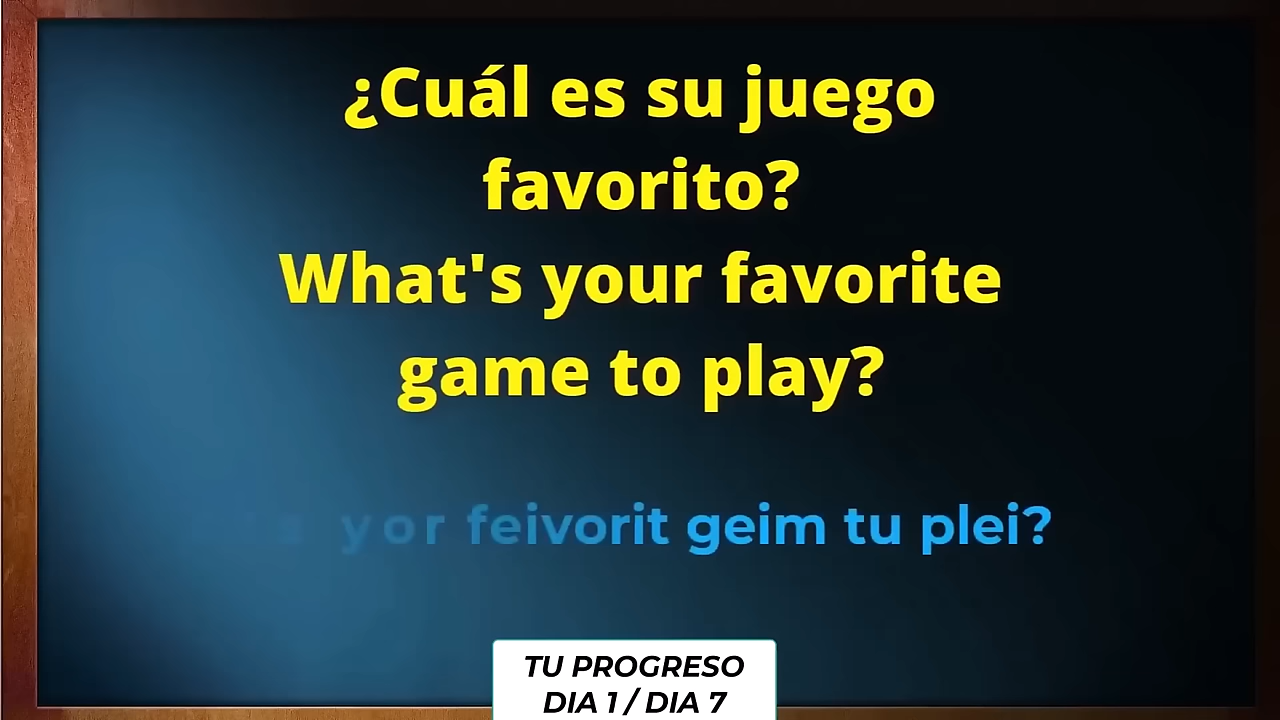 ¿Cuál es su juego
favorito?
What's your favorite
game to play?
yor feivorit geim tu plei?
TU PROGRESO
DIA 1 / DIA 7